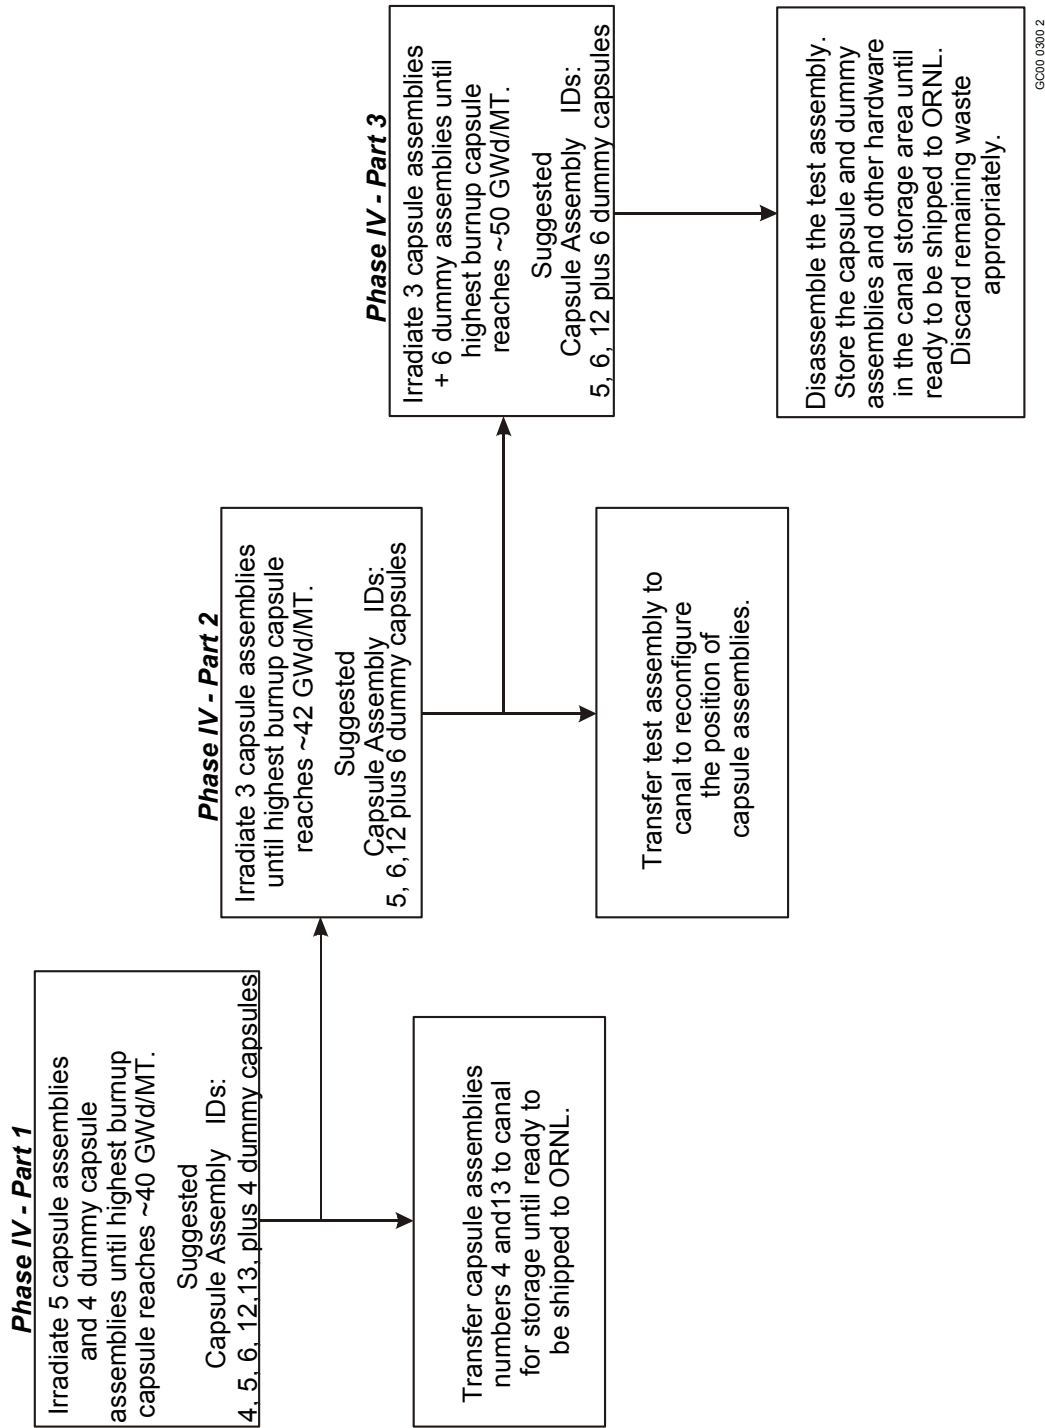 Phase IV - Part 1
Irradiate 5 capsule assemblies
and 4 dummy capsule
assemblies until highest burnup
capsule reaches ~40 GWd/MT.
Suggested
Capsule Assembly IDs:
4, 5, 6, 12,13, plus 4 dummy capsules
Transfer capsule assemblies
numbers 4 and13 to canal
for storage until ready to
be shipped to ORNL.
Phase IV - Part 2
Irradiate 3 capsule assemblies
until highest burnup capsule
reaches ~42 GWd/MT.
Suggested
Capsule Assembly IDs:
5, 6,12 plus 6 dummy capsules
Transfer test assembly to
canal to reconfigure
the position of
capsule assemblies.
Phase IV - Part 3
Irradiate 3 capsule assemblies
+ 6 dummy assemblies until
highest burnup capsule
reaches ~50 GWd/MT.
Suggested
Capsule Assembly IDs:
5, 6, 12 plus 6 dummy capsules
Disassemble the test assembly.
Store the capsule and dummy
assemblies and other hardware
in the canal storage area until
ready to be shipped to ORNL.
Discard remaining waste
appropriately.
GC00 0300 2